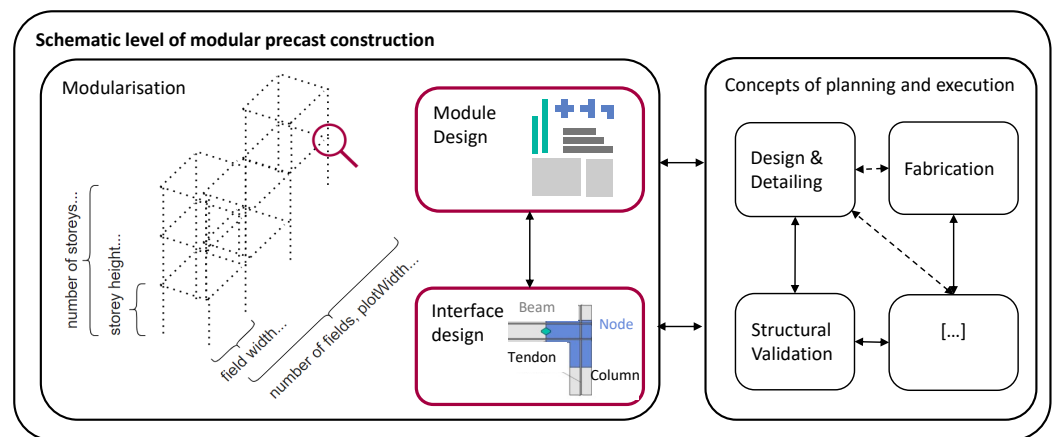 Schematic level of modular precast construction
Modularisation
number of storeys...
storey height...
field width...
number of fields, plotWidth...
Module
Design
Interface
design
Beam
Node
Tendon
Column
Concepts of planning and execution
Design &
Detailing
Fabrication
Structural
Validation
[...]